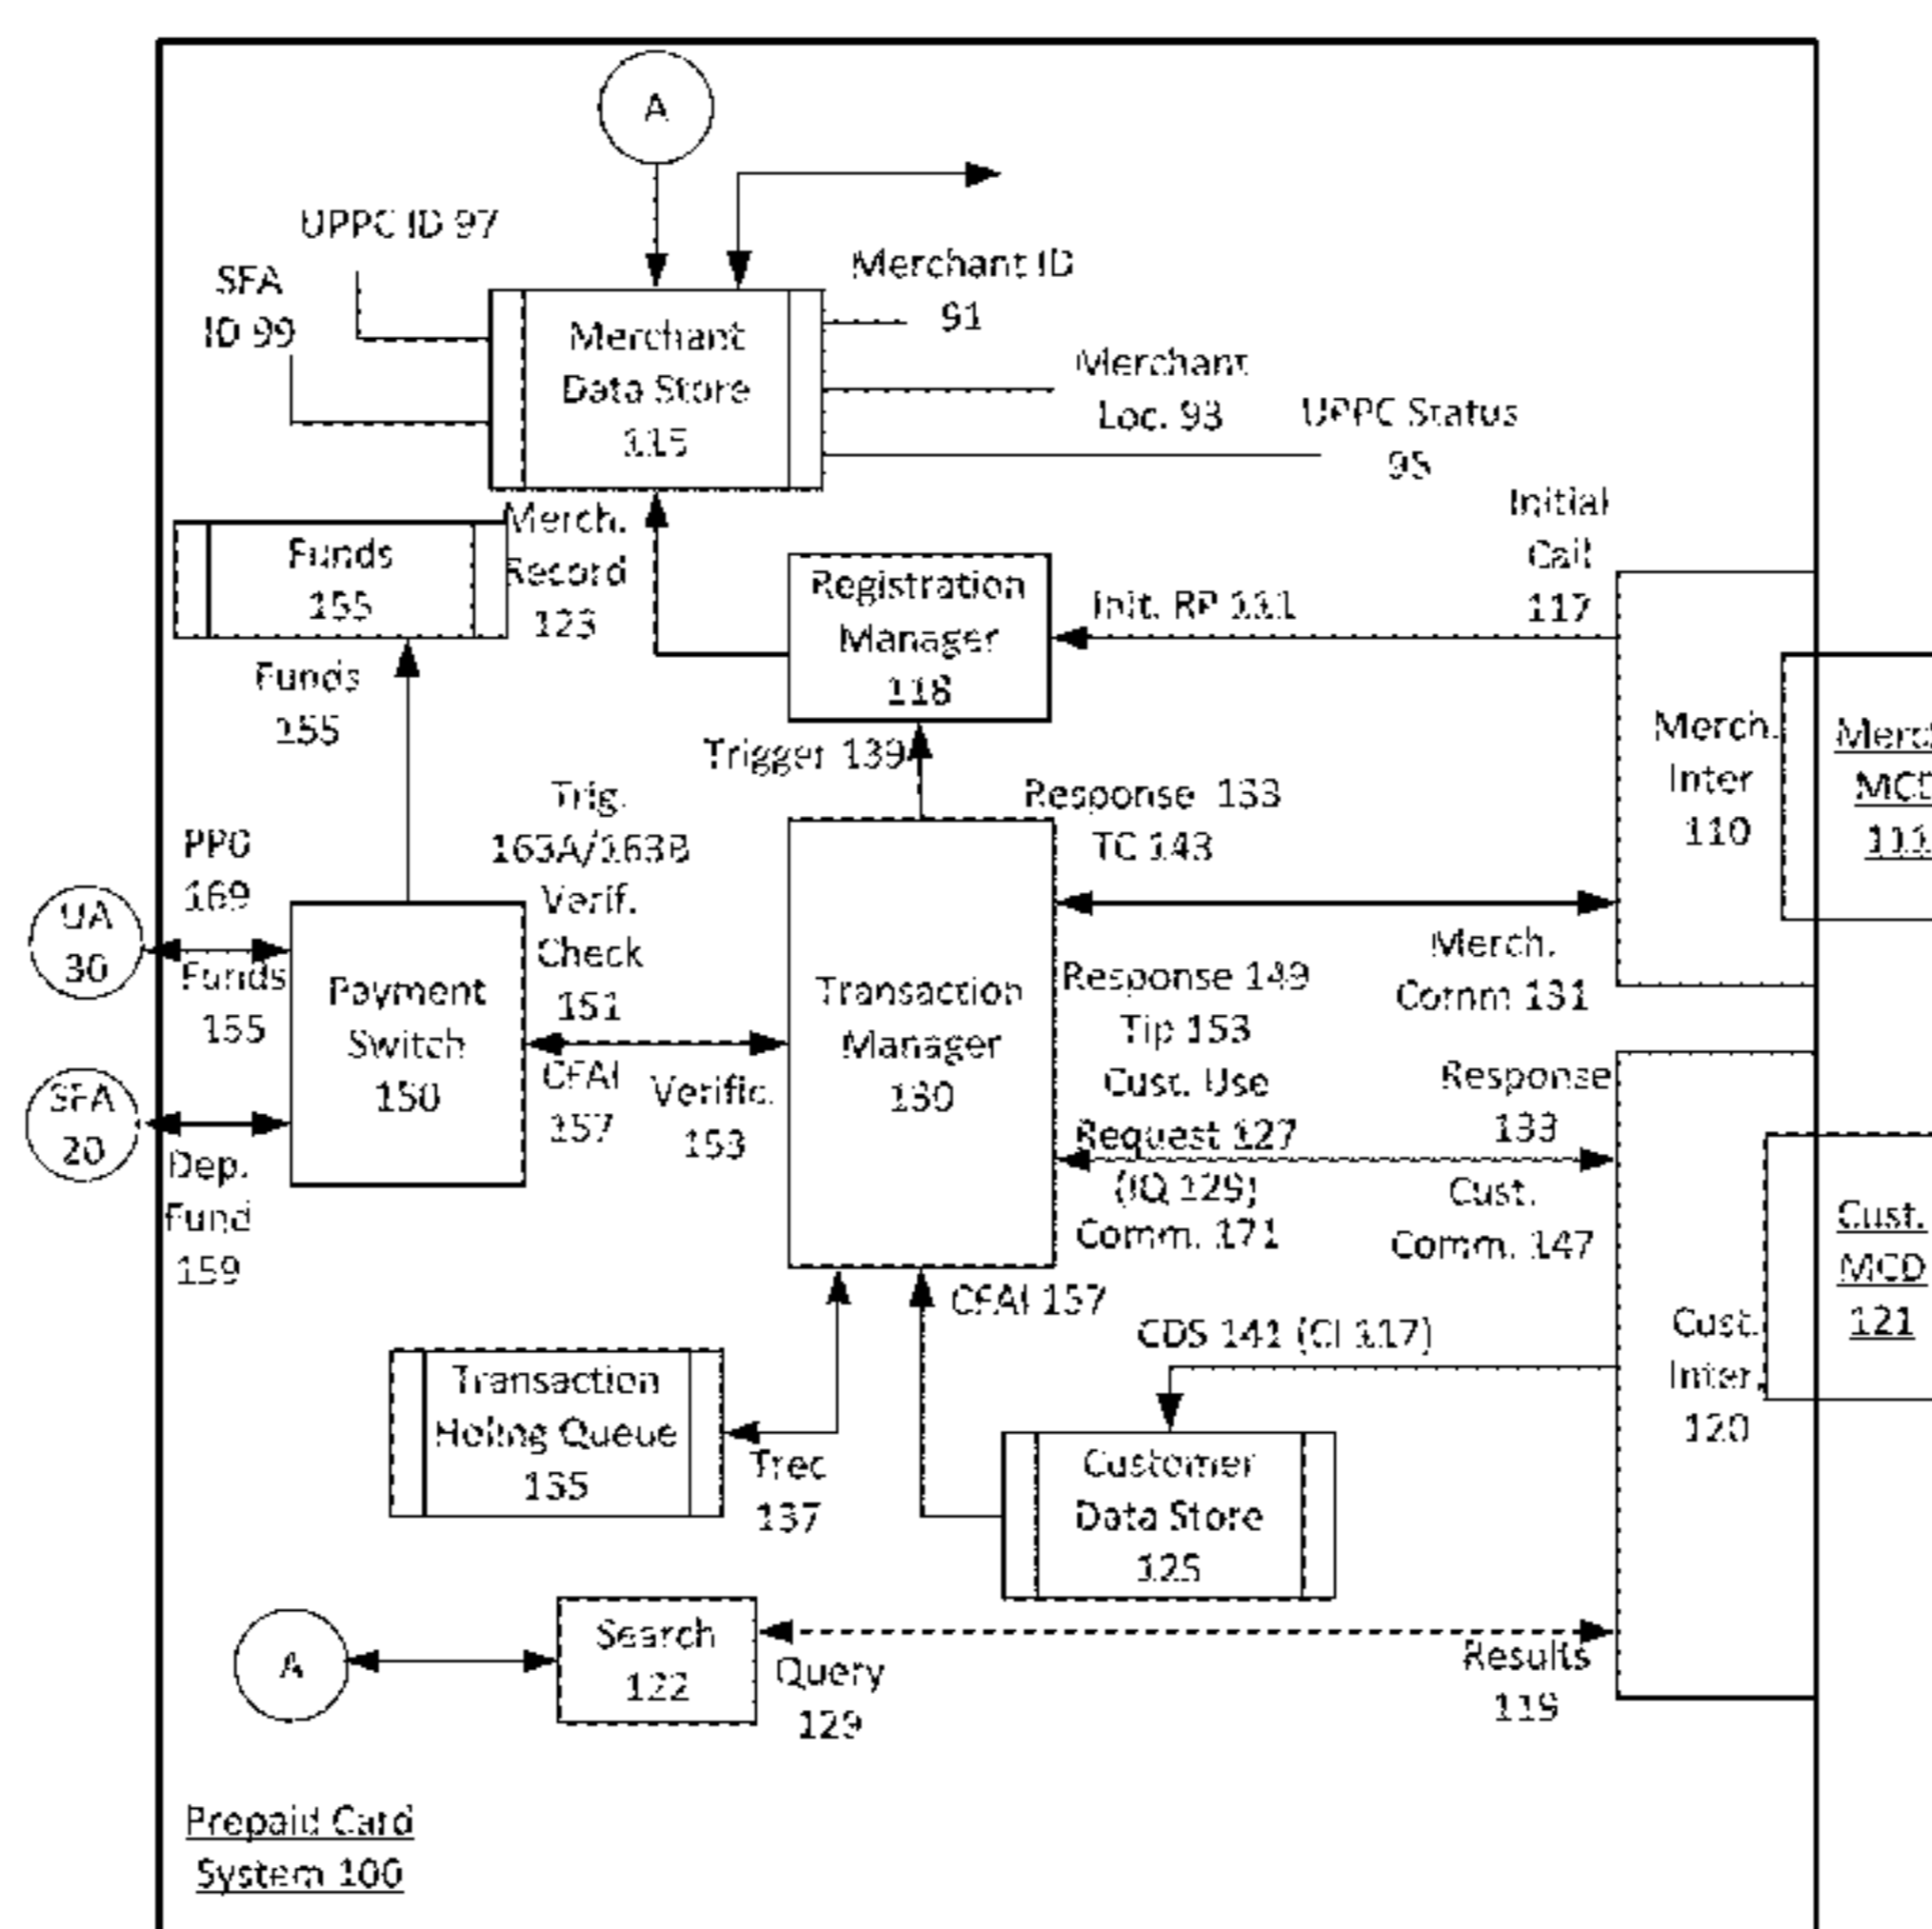 A
UPPC ID 97
SFA
ID 99
Merchant
Data Store
115
Merchant ID
91
Merchant
Loc. 93
UPPC Status
95
Initial
Call
117
Funds
155
Merch.
Record
123
Registration
Manager
118
Init. RP 111
Funds
155
Trigger 139
Merch.
Inter
110
MCD
111
Trig.
163A/163B
Verif.
Check
151
Response 133
TC 143
PPG
169
UA
30
Funds
155
Payment
Switch
150
Transaction
Manager
130
Merch.
Comm 131
Response 149
Tip 153
Cust. Use
Request 127
(IQ 129)
Comm. 171
Response
133
Cust.
Comm. 147
CFAI
157
Verific.
153
SFA
20
Dep.
Fund
159
Cust.
MCD
121
CFAI 157
CDS 141 (CI 117)
Cust.
Inter.
120
Transaction
Holing Queue
135
Trec
137
Customer
Data Store
125
A
Search
122
Query
129
Results
119
Prepaid Card
System 100